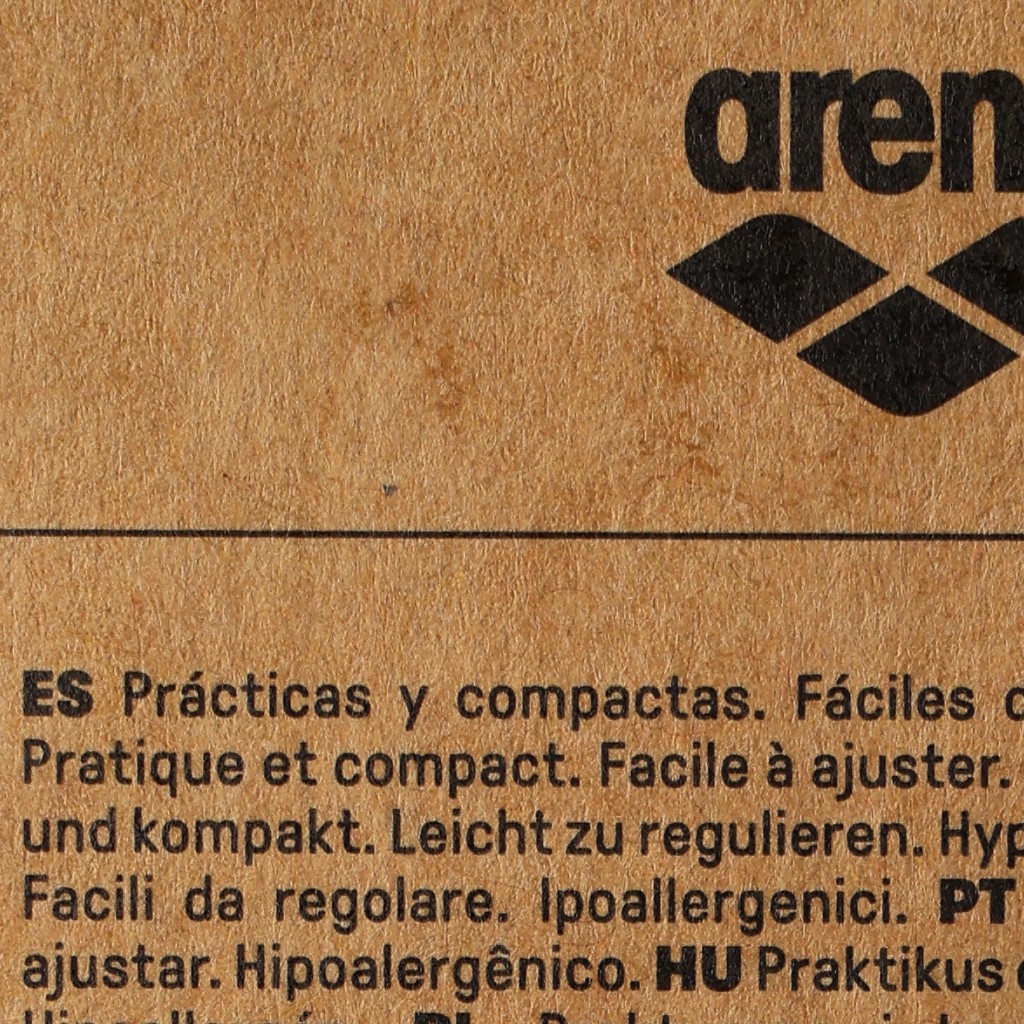 aren
ES Prácticas y compactas. Fáciles
Pratique et compact. Facile à ajuster.
und kompakt. Leicht zu regulieren. Hyp
Facili da regolare. Ipoallergenici. PT
ajustar. Hipoalergênico. HU Praktikus